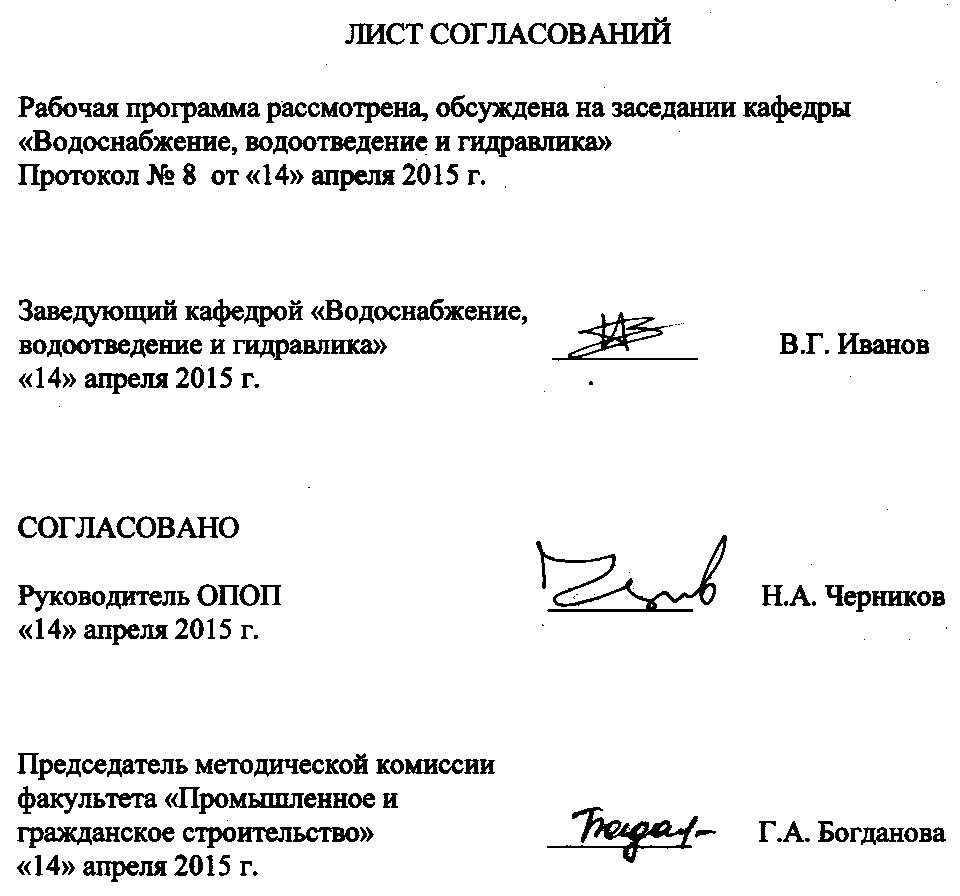 ЛИСТ СОГЛАСОВАНИЙ
Рабочая программа рассмотрена, обсуждена на заседании кафедры
«Водоснабжение, водоотведение и гидравлика»
Протокол № 8 от «14» апреля 2015 г.
Заведующий кафедрой «Водоснабжение,
водоотведение и гидравлика» В.Г. Иванов
«14» апреля 2015 г.
СОГЛАСОВАНО
Руководитель ОПОП Н.А. Черников
«14» апреля 2015 г.
Председатель методической комиссии
факультета «Промышленное и
гражданское строительство» Г.А. Богданова
«14» апреля 2015 г.